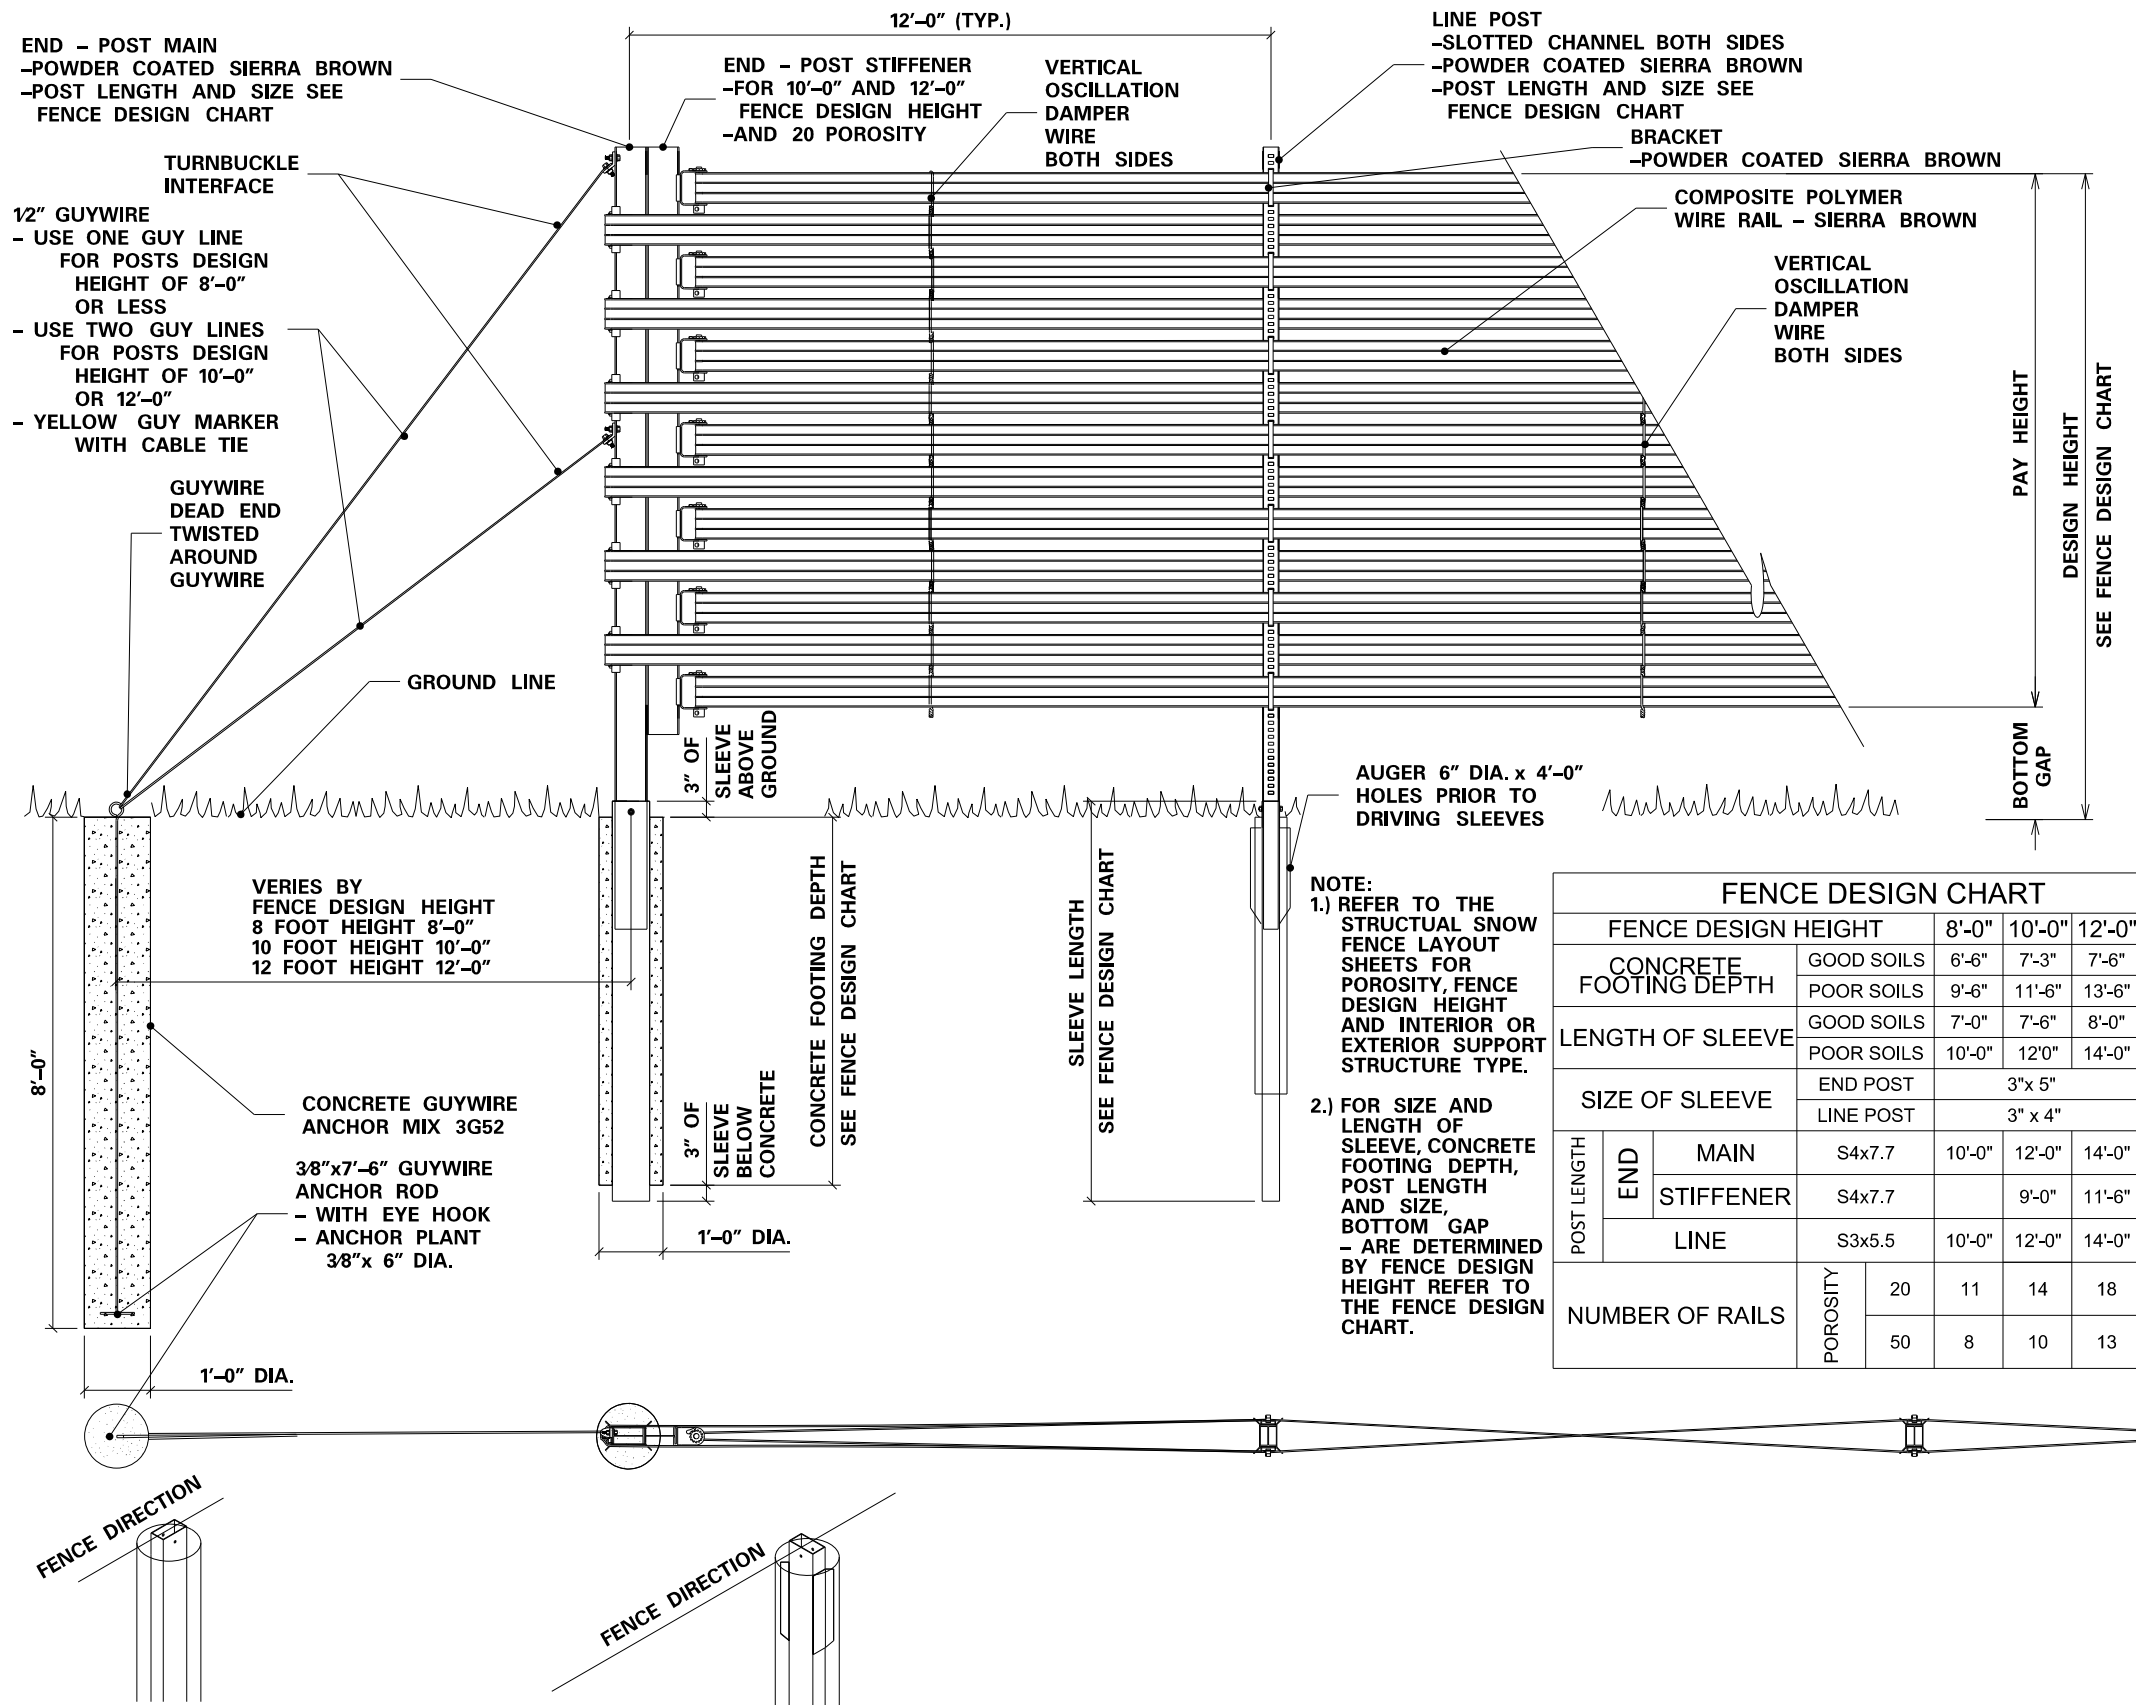 12'–0" (TYP.)
END – POST MAIN
–POWDER COATED SIERRA BROWN
–POST LENGTH AND SIZE SEE
FENCE DESIGN CHART
END – POST STIFFENER
–FOR 10'–0" AND 12'–0"
FENCE DESIGN HEIGHT
–AND 20 POROSITY
VERTICAL
OSCILLATION
DAMPER
WIRE
BOTH SIDES
LINE POST
–SLOTTED CHANNEL BOTH SIDES
–POWDER COATED SIERRA BROWN
–POST LENGTH AND SIZE SEE
FENCE DESIGN CHART
BRACKET
–POWDER COATED SIERRA BROWN
COMPOSITE POLYMER
WIRE RAIL – SIERRA BROWN
VERTICAL
OSCILLATION
DAMPER
WIRE
BOTH SIDES
TURNBUCKLE
INTERFACE
1/2" GUYWIRE
– USE ONE GUY LINE
FOR POSTS DESIGN
HEIGHT OF 8'–0"
OR LESS
– USE TWO GUY LINES
FOR POSTS DESIGN
HEIGHT OF 10'–0"
OR 12'–0"
– YELLOW GUY MARKER
WITH CABLE TIE
GUYWIRE
DEAD END
TWISTED
AROUND
GUYWIRE
GROUND LINE
PAY HEIGHT
DESIGN HEIGHT
SEE FENCE DESIGN CHART
BOTTOM
GAP
3" OF
SLEEVE
ABOVE
GROUND
AUGER 6" DIA. x 4'–0"
HOLES PRIOR TO
DRIVING SLEEVES
VERIES BY
FENCE DESIGN HEIGHT
8 FOOT HEIGHT 8'–0"
10 FOOT HEIGHT 10'–0"
12 FOOT HEIGHT 12'–0"
8'–0"
CONCRETE GUYWIRE
ANCHOR MIX 3G52
3/8"x7'–6" GUYWIRE
ANCHOR ROD
– WITH EYE HOOK
– ANCHOR PLANT
3/8"x 6" DIA.
1'–0" DIA.
3" OF
SLEEVE
BELOW
CONCRETE
1'–0" DIA.
CONCRETE FOOTING DEPTH
SEE FENCE DESIGN CHART
SLEEVE LENGTH
SEE FENCE DESIGN CHART
NOTE:
1.) REFER TO THE
STRUCTUAL SNOW
FENCE LAYOUT
SHEETS FOR
POROSITY, FENCE
DESIGN HEIGHT
AND INTERIOR OR
EXTERIOR SUPPORT
STRUCTURE TYPE.
2.) FOR SIZE AND
LENGTH OF
SLEEVE, CONCRETE
FOOTING DEPTH,
POST LENGTH
AND SIZE,
BOTTOM GAP
– ARE DETERMINED
BY FENCE DESIGN
HEIGHT REFER TO
THE FENCE DESIGN
CHART.
FENCE DESIGN CHART
FENCE DESIGN HEIGHT 8'-0" 10'-0" 12'-0"
CONCRETE
FOOTING DEPTH
GOOD SOILS 6'-6" 7'-3" 7'-6"
POOR SOILS 9'-6" 11'-6" 13'-6"
LENGTH OF SLEEVE
GOOD SOILS 7'-0" 7'-6" 8'-0"
POOR SOILS 10'-0" 12'0" 14'-0"
SIZE OF SLEEVE
END POST 3"x 5"
LINE POST 3" x 4"
POST LENGTH
END
MAIN S4x7.7 10'-0" 12'-0" 14'-0"
STIFFENER S4x7.7 9'-0" 11'-6"
LINE S3x5.5 10'-0" 12'-0" 14'-0"
NUMBER OF RAILS
POROSITY
20 11 14 18
50 8 10 13
FENCE DIRECTION
FENCE DIRECTION